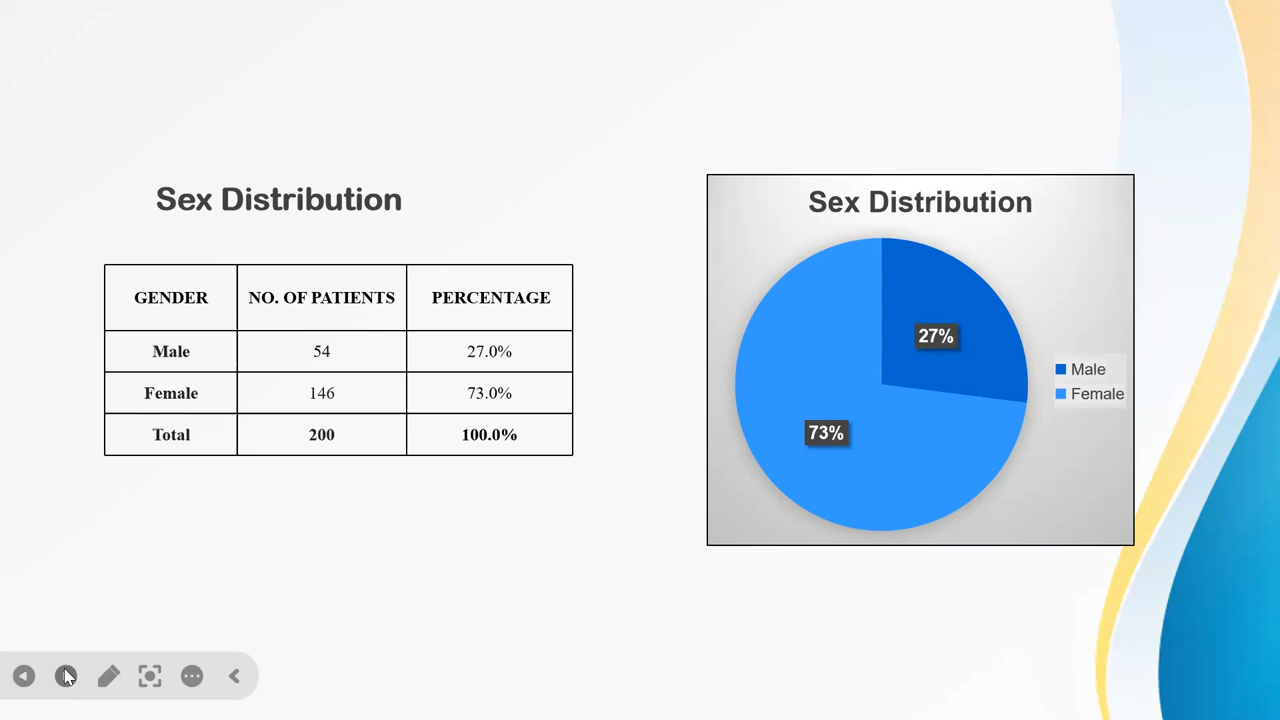 Sex Distribution
GENDER NO. OF PATIENTS PERCENTAGE
Male 54 27.0%
Female 146 73.0%
Total 200 100.0%
Sex Distribution
27%
73%
Male
Female